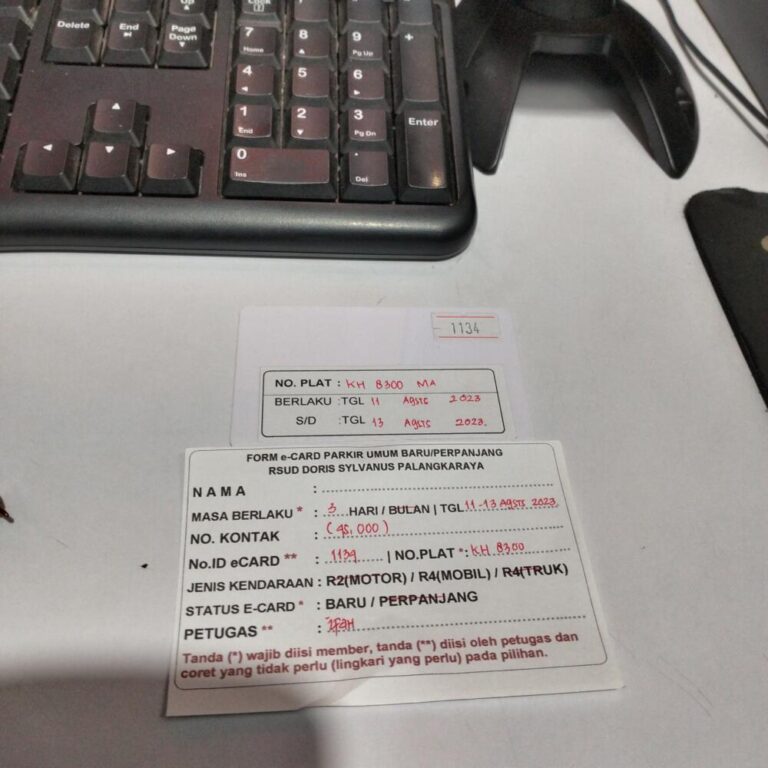 Up
Lock
Delete
End
Page
Down
7
Home
8
9
Pg Up
+
4
5
6
1
End
2
3
Pg Dn
Enter
0
Ins
.
Del
1134
NO. PLAT : KH 8300 MA
BERLAKU :TGL 11 AGSTS 2023
S/D :TGL 13 AGSTS 2023.
FORM e-CARD PARKIR UMUM BARU/PERPANJANG
RSUD DORIS SYLVANUS PALANGKARAYA
NAMA :
MASA BERLAKU * : 3 HARI / BULAN | TGL 11-13 AGSTS 2023.
NO. KONTAK : (45.000)
No.ID eCARD ** : 1134 | NO.PLAT *: KH 8300
JENIS KENDARAAN : R2(MOTOR) / R4(MOBIL) / R4(TRUK)
STATUS E-CARD * : BARU / PERPANJANG
PETUGAS ** :
Tanda (*) wajib diisi member, tanda (**) diisi oleh petugas dan
coret yang tidak perlu (lingkari yang perlu) pada pilihan.